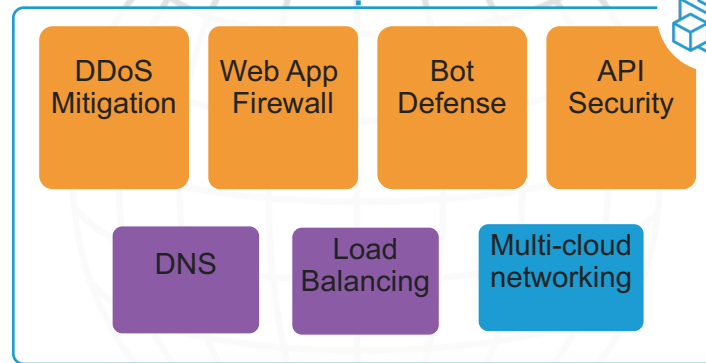 DDoS
Mitigation
Web App
Firewall
Bot
Defense
API
Security
DNS
Load
Balancing
Multi-cloud
networking